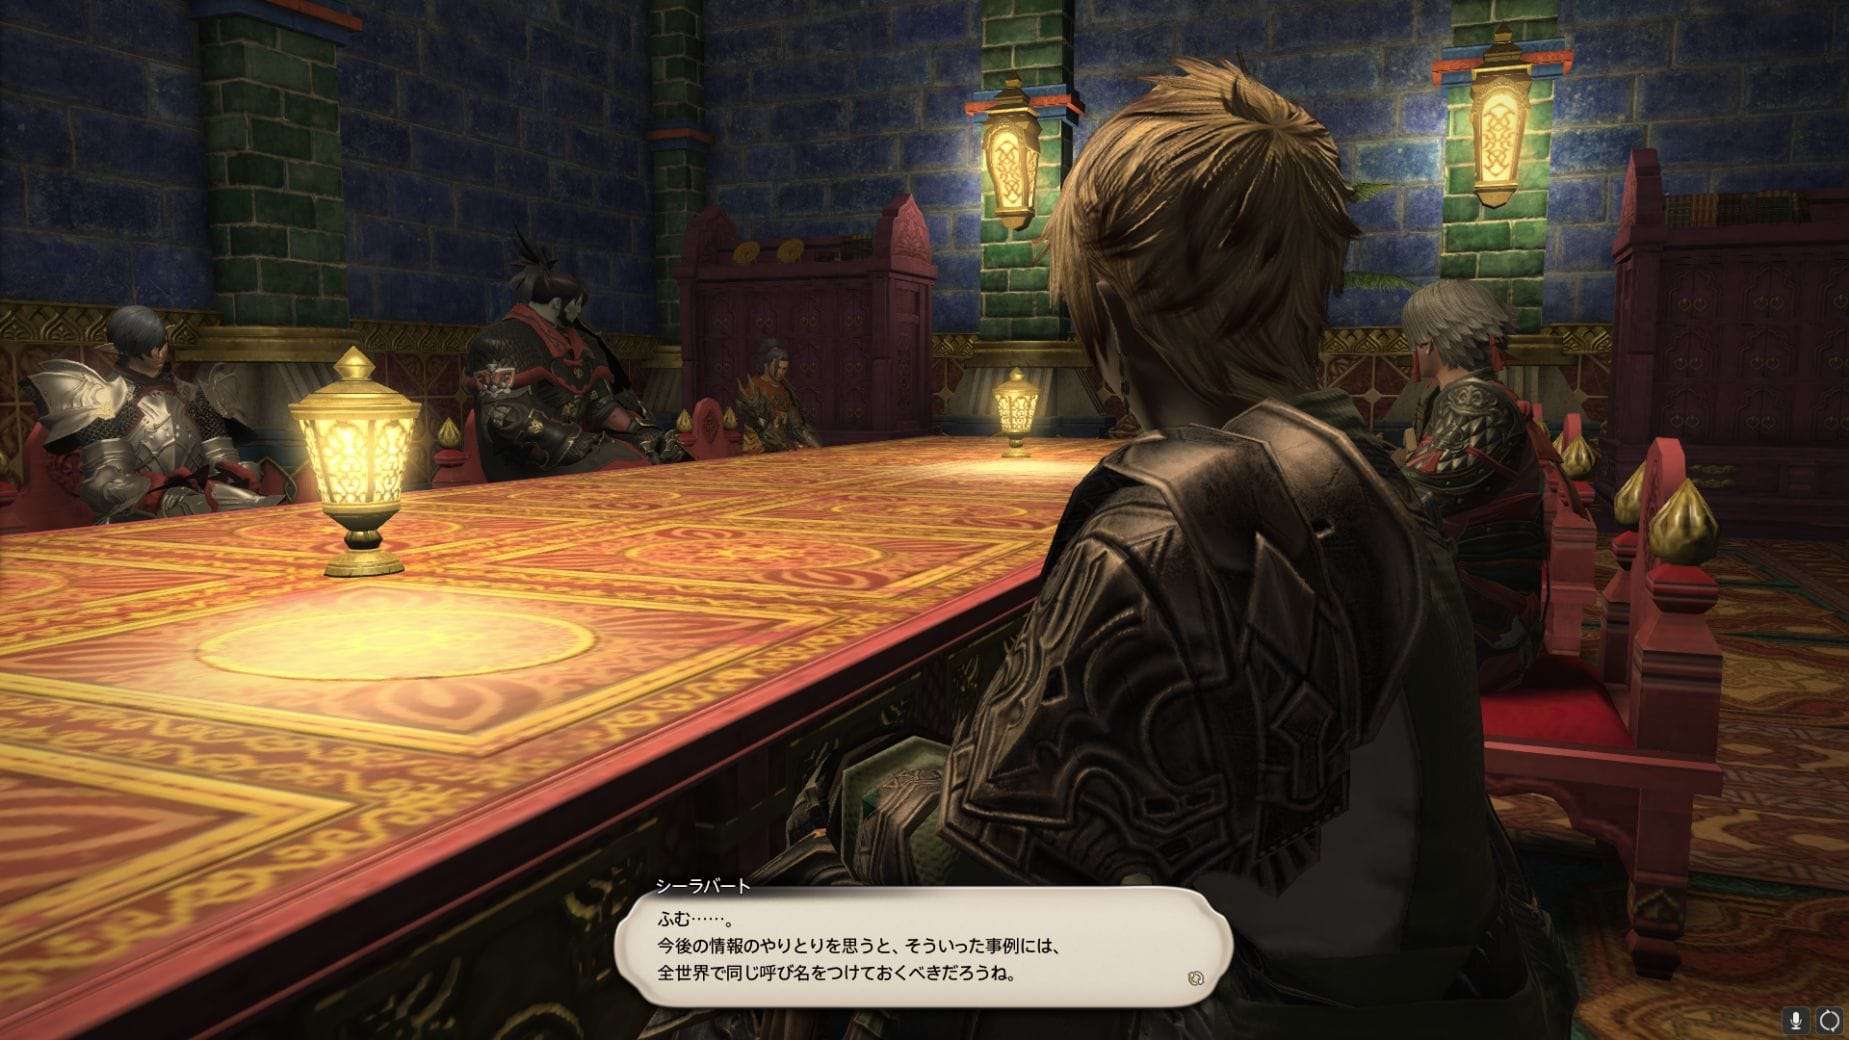 シーラバート
ふむ……。
今後の情報のやりとりを思うと、そういった事例には、
全世界で同じ呼び名をつけておくべきだろうね。